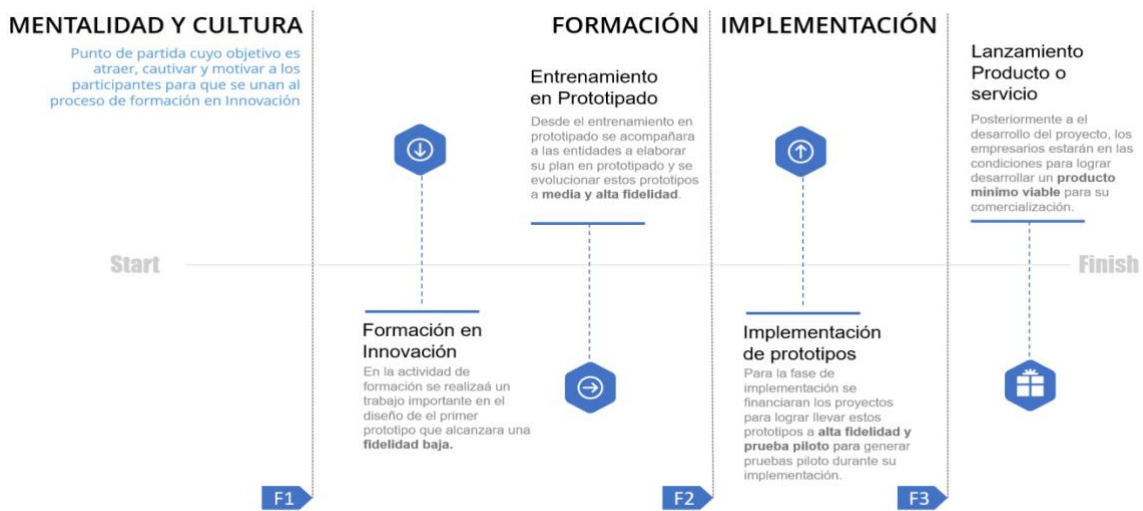 MENTALIDAD Y CULTURA
Punto de partida cuyo objetivo es
atraer, cautivar y motivar a los
participantes para que se unan al
proceso de formación en Innovación
FORMACIÓN
Entrenamiento
en Prototipado
Desde el entrenamiento en
prototipado se acompañara
a las entidades a elaborar
su plan en prototipado y se
evolucionar estos prototipos
a media y alta fidelidad.
IMPLEMENTACIÓN
Lanzamiento
Producto o
servicio
Posteriormente a el
desarrollo del proyecto, los
empresarios estarán en las
condiciones para lograr
desarrollar un producto
mínimo viable para su
comercialización.
Start
Finish
Formación en
Innovación
En la actividad de
formación se realizaá un
trabajo importante en el
diseño de el primer
prototipo que alcanzara una
fidelidad baja.
Implementación
de prototipos
Para la fase de
implementación se
financiaran los proyectos
para lograr llevar estos
prototipos a alta fidelidad y
prueba piloto para generar
pruebas piloto durante su
implementación.
F1
F2
F3